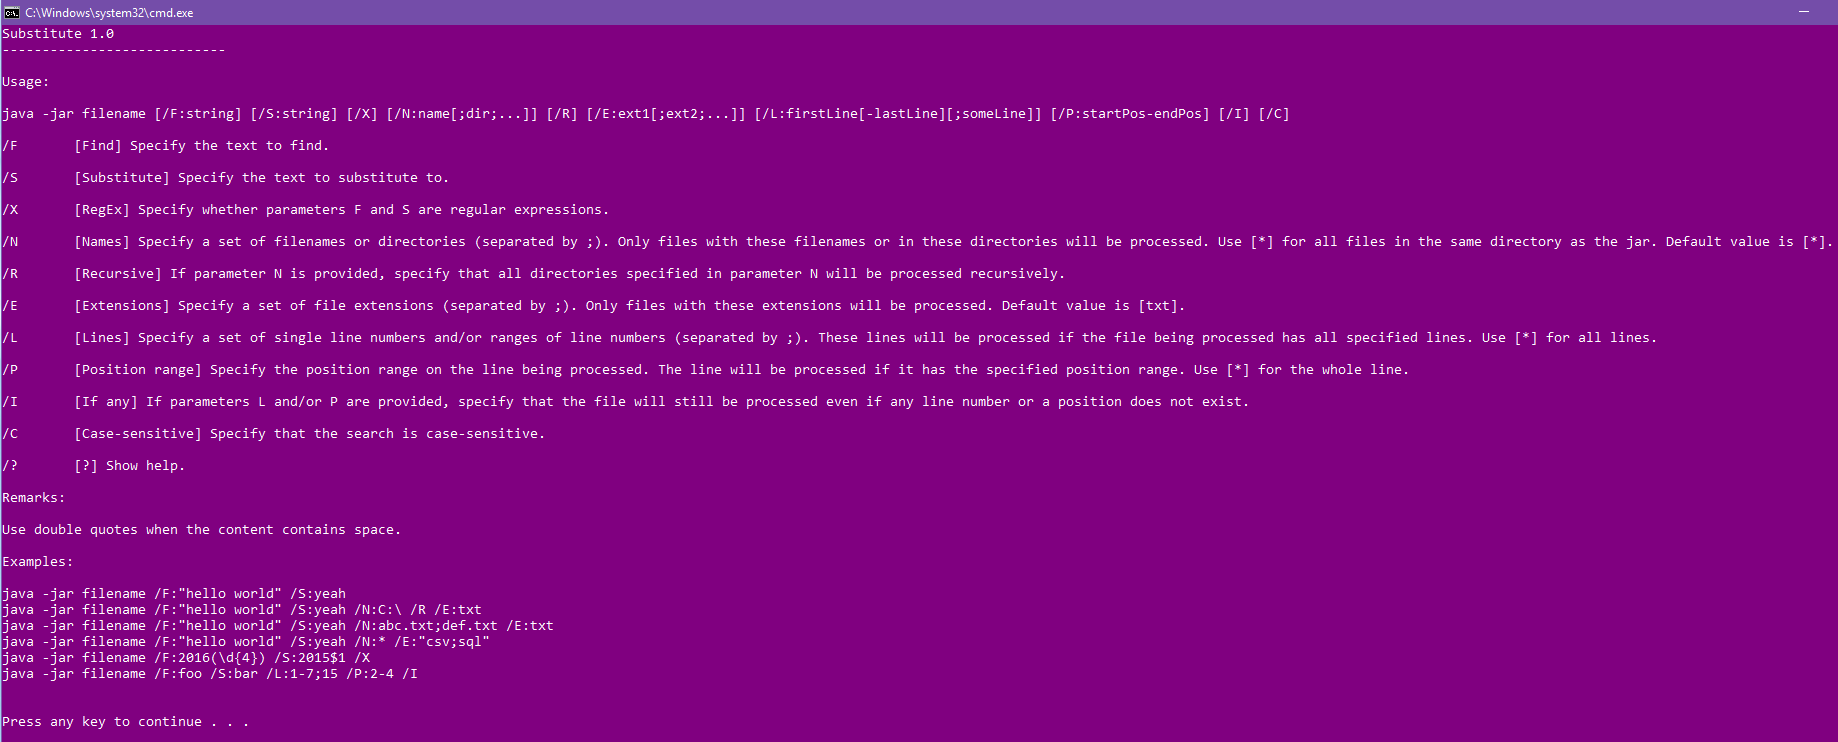 C:\Windows\system32\cmd.exe
Substitute 1.0
----------------------------
Usage:
java -jar filename [/F:string] [/S:string] [/X] [/N:name[;dir;...]] [/R] [/E:ext1[;ext2;...]] [/L:firstLine[-lastLine][;someLine]] [/P:startPos-endPos] [/I] [/C]
/F       [Find] Specify the text to find.
/S       [Substitute] Specify the text to substitute to.
/X       [RegEx] Specify whether parameters F and S are regular expressions.
/N       [Names] Specify a set of filenames or directories (separated by ;). Only files with these filenames or in these directories will be processed. Use [*] for all files in the same directory as the jar. Default value is [*].
/R       [Recursive] If parameter N is provided, specify that all directories specified in parameter N will be processed recursively.
/E       [Extensions] Specify a set of file extensions (separated by ;). Only files with these extensions will be processed. Default value is [txt].
/L       [Lines] Specify a set of single line numbers and/or ranges of line numbers (separated by ;). These lines will be processed if the file being processed has all specified lines. Use [*] for all lines.
/P       [Position range] Specify the position range on the line being processed. The line will be processed if it has the specified position range. Use [*] for the whole line.
/I       [If any] If parameters L and/or P are provided, specify that the file will still be processed even if any line number or a position does not exist.
/C       [Case-sensitive] Specify that the search is case-sensitive.
/?       [?] Show help.
Remarks:
Use double quotes when the content contains space.
Examples:
java -jar filename /F:"hello world" /S:yeah
java -jar filename /F:"hello world" /S:yeah /N:C:\ /R /E:txt
java -jar filename /F:"hello world" /S:yeah /N:abc.txt;def.txt /E:txt
java -jar filename /F:"hello world" /S:yeah /N:* /E:"csv;sql"
java -jar filename /F:2016(\d{4}) /S:2015$1 /X
java -jar filename /F:foo /S:bar /L:1-7;15 /P:2-4 /I
Press any key to continue . . .